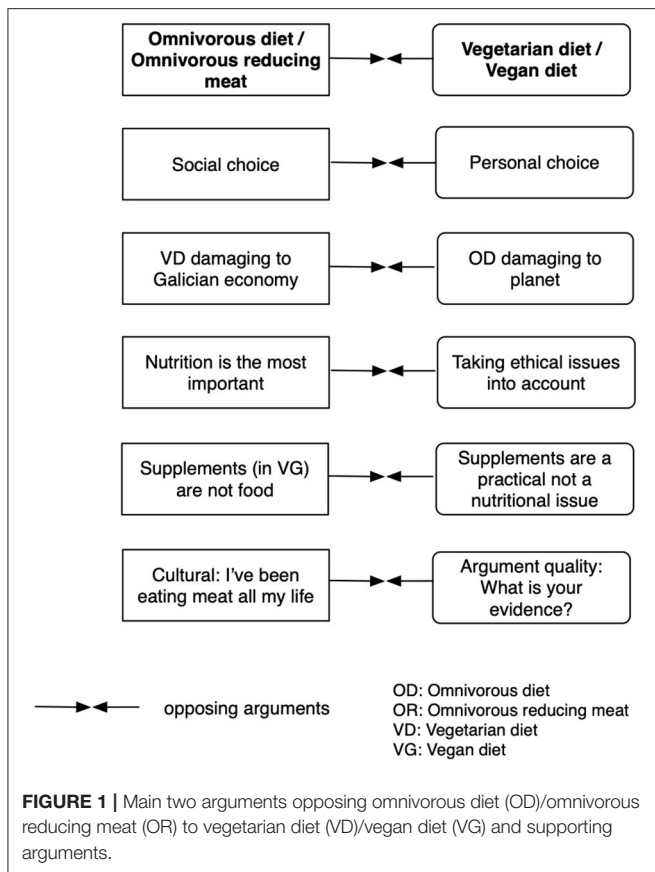 Omnivorous diet /
Omnivorous reducing
meat
Vegetarian diet /
Vegan diet
Social choice
Personal choice
VD damaging to
Galician economy
OD damaging to
planet
Nutrition is the most
important
Taking ethical issues
into account
Supplements (in VG)
are not food
Supplements are a
practical not a
nutritional issue
Cultural: I've been
eating meat all my life
Argument quality:
What is your
evidence?
opposing arguments
OD: Omnivorous diet
OR: Omnivorous reducing meat
VD: Vegetarian diet
VG: Vegan diet
FIGURE 1 | Main two arguments opposing omnivorous diet (OD)/omnivorous
reducing meat (OR) to vegetarian diet (VD)/vegan diet (VG) and supporting
arguments.